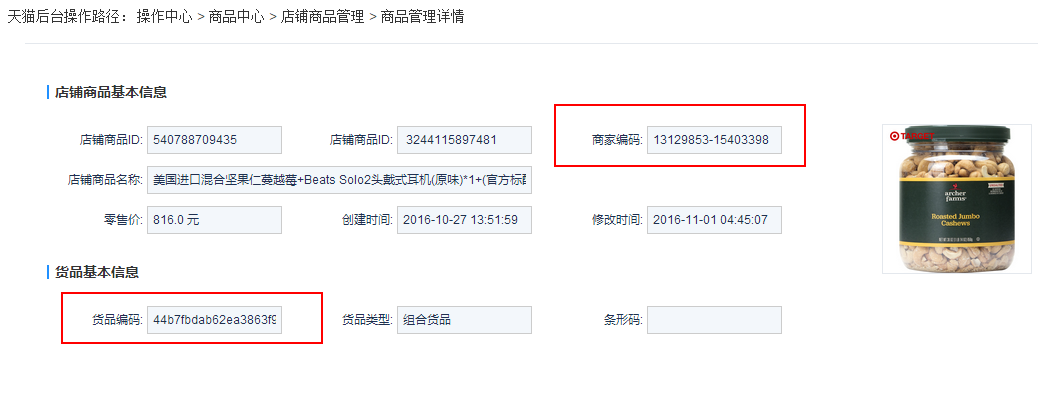 天猫后台操作路径：操作中心 > 商品中心 > 店铺商品管理 > 商品管理详情
店铺商品基本信息
店铺商品ID: 540788709435 店铺商品ID: 3244115897481 商家编码: 13129853-15403398
店铺商品名称: 美国进口混合坚果仁蔓越莓+Beats Solo2头戴式耳机(原味)*1+(官方标配
零售价: 816.0 元 创建时间: 2016-10-27 13:51:59 修改时间: 2016-11-01 04:45:07
货品基本信息
货品编码: 44b7fbdab62ea3863f9 货品类型: 组合货品 条形码:
archer
farms
Roasted Jumbo
Cashews